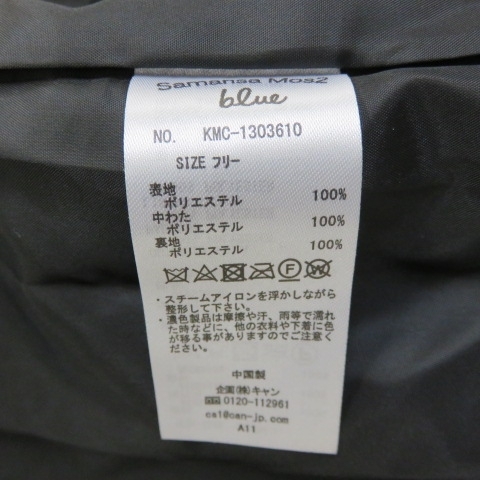 Samansa Mos2
blue
NO. KMC-1303610
SIZE フリー
表地
ポリエステル 100%
中わた
ポリエステル 100%
裏地
ポリエステル 100%
・スチームアイロンを浮かしながら
整形して下さい。
・濃色製品は摩擦や汗、雨等で濡れ
た時などに、他の衣料や下着に色
が移る事が有りますのでご注意く
ださい。
中国製
企画(株)キャン
0120-112961
ca1@can-jp.com
A11